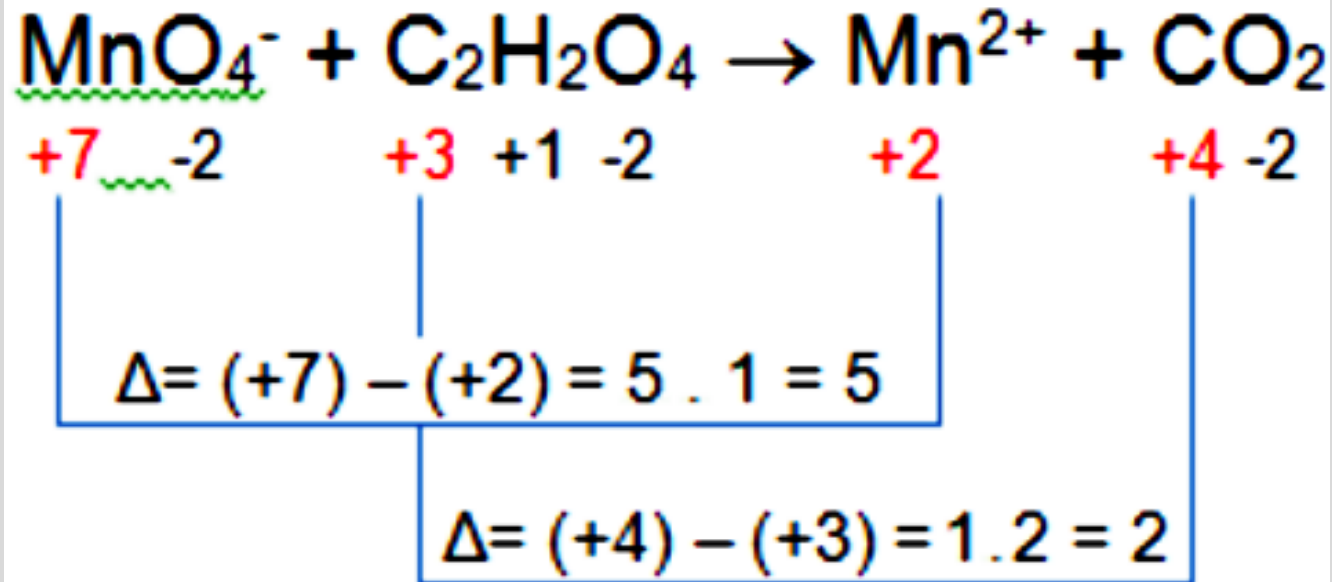 MnO₄⁻ + C₂H₂O₄ → Mn²⁺ + CO₂
+7 -2 +3 +1 -2 +2 +4 -2
Δ= (+7) – (+2) = 5 . 1 = 5
Δ= (+4) – (+3) = 1.2 = 2